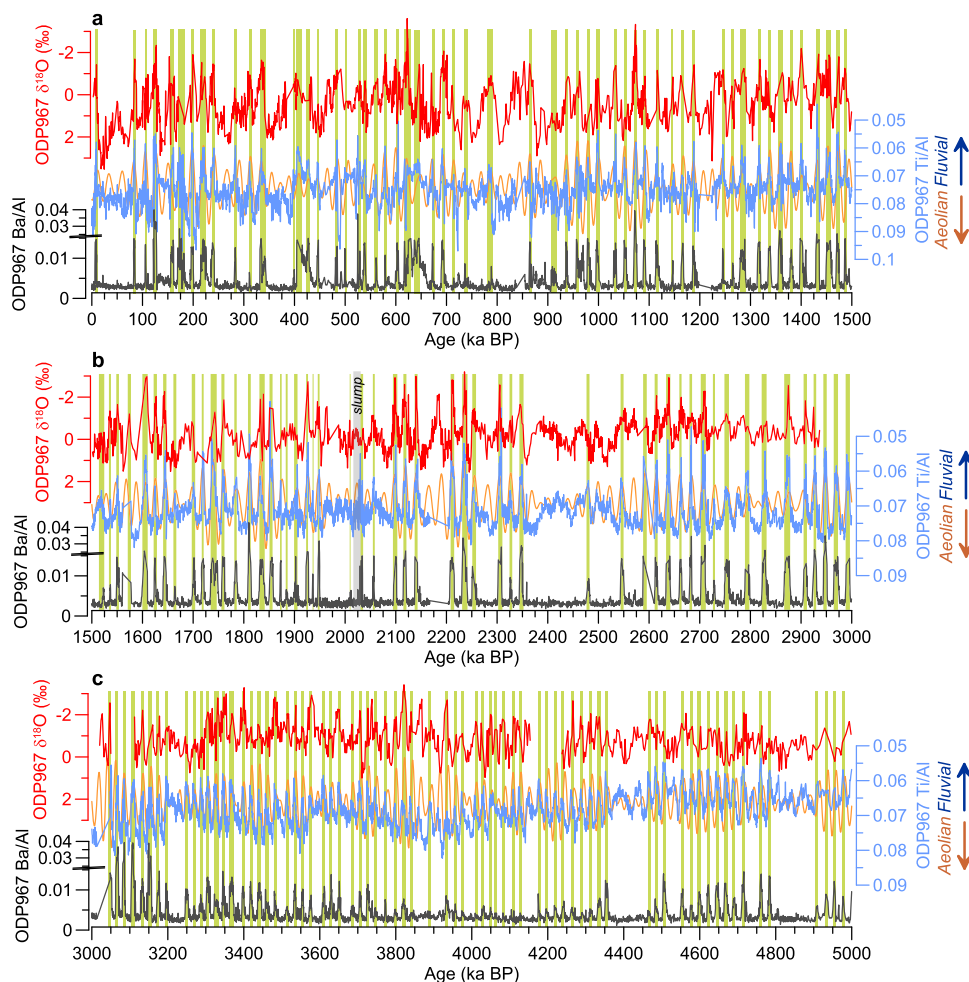 a
ODP967 δ18O (‰)
-2
0
2
ODP967 Ba/Al
0.04
0.03
0.01
0
0.05
0.06
0.07
0.08
0.09
0.1
ODP967 Ti/Al
Aeolian Fluvial
0 100 200 300 400 500 600 700 800 900 1000 1100 1200 1300 1400 1500
Age (ka BP)
b
slump
ODP967 δ18O (‰)
-2
0
2
ODP967 Ba/Al
0.04
0.03
0.01
0
0.05
0.06
0.07
0.08
0.09
ODP967 Ti/Al
Aeolian Fluvial
1500 1600 1700 1800 1900 2000 2100 2200 2300 2400 2500 2600 2700 2800 2900 3000
Age (ka BP)
c
ODP967 δ18O (‰)
-2
0
2
ODP967 Ba/Al
0.04
0.03
0.01
0
0.05
0.06
0.07
0.08
0.09
ODP967 Ti/Al
Aeolian Fluvial
3000 3200 3400 3600 3800 4000 4200 4400 4600 4800 5000
Age (ka BP)